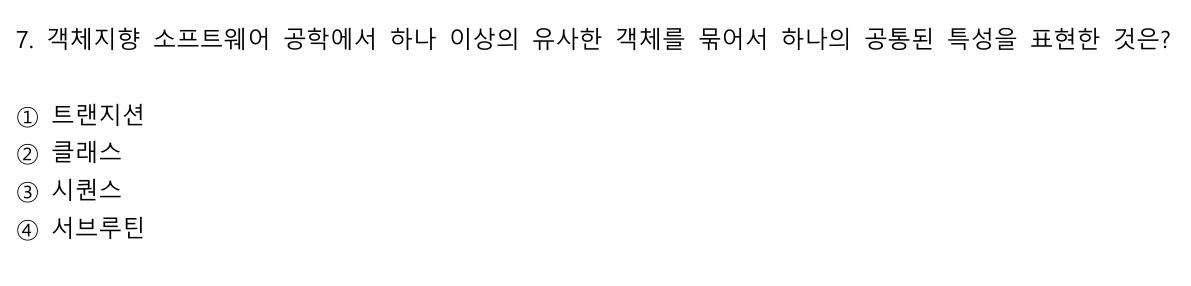 7. 객체지향 소프트웨어 공학에서 하나 이상의 유사한 객체를 묶어서 하나의 공통된 특성을 표현한 것은?
① 트랜지션
② 클래스
③ 시퀀스
④ 서브루틴